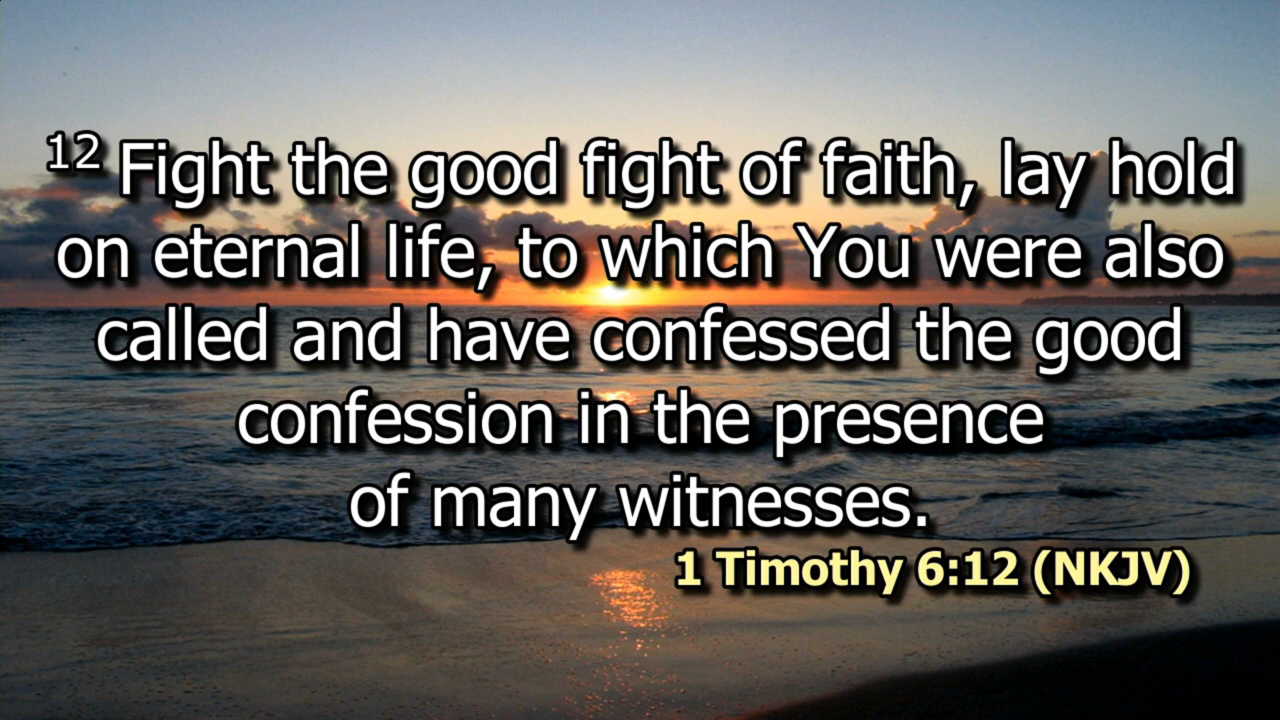 12 Fight the good fight of faith, lay hold
on eternal life, to which You were also
called and have confessed the good
confession in the presence
of many witnesses.
1 Timothy 6:12 (NKJV)